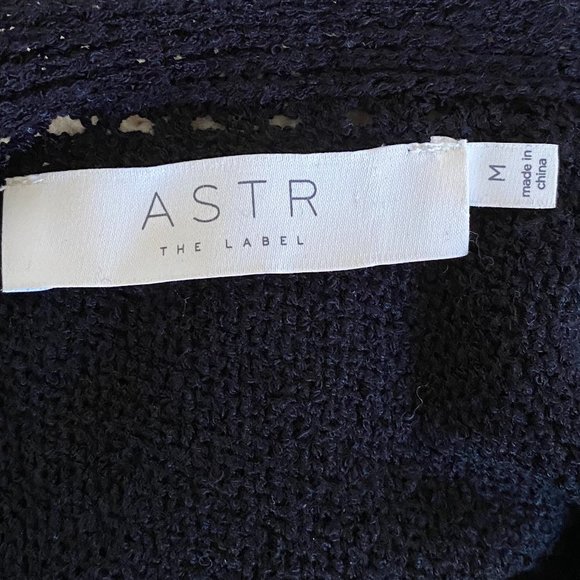 ASTR
THE LABEL
M
made in
china